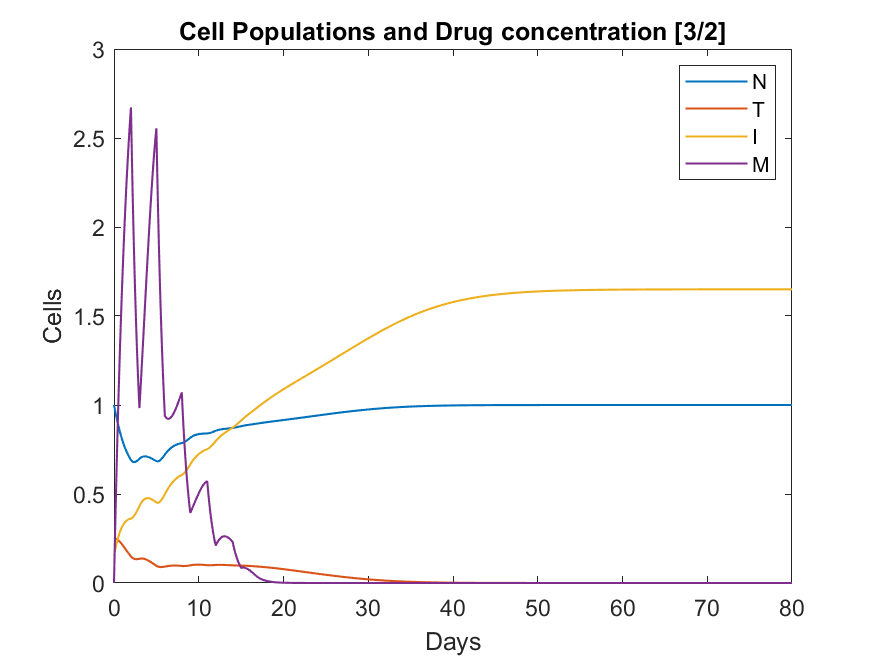 Cell Populations and Drug concentration [3/2]
3
2.5
2
1.5
1
0.5
0
Cells
N
T
I
M
0 10 20 30 40 50 60 70 80
Days